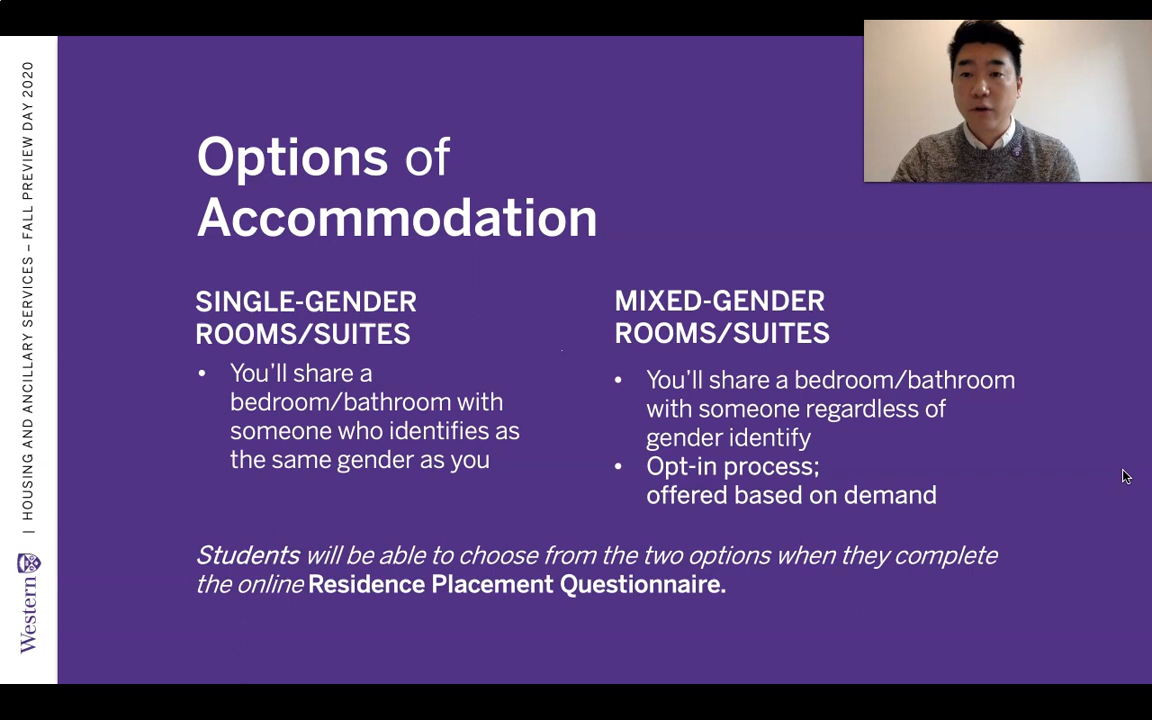 Options of
Accommodation
SINGLE-GENDER
ROOMS/SUITES
• You’ll share a
bedroom/bathroom with
someone who identifies as
the same gender as you
MIXED-GENDER
ROOMS/SUITES
• You’ll share a bedroom/bathroom
with someone regardless of
gender identify
• Opt-in process;
offered based on demand
Students will be able to choose from the two options when they complete
the online Residence Placement Questionnaire.
Western | HOUSING AND ANCILLARY SERVICES – FALL PREVIEW DAY 2020